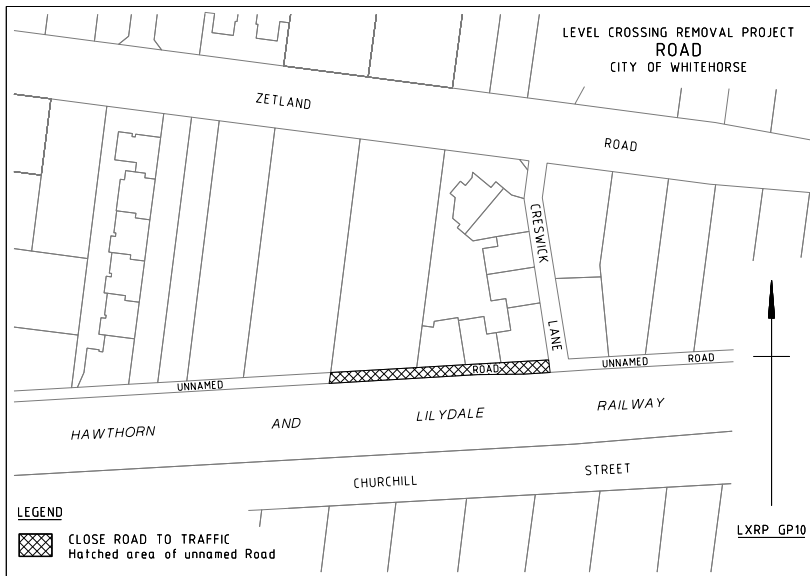 LEVEL CROSSING REMOVAL PROJECT
ROAD
CITY OF WHITEHORSE
ZETLAND
ROAD
CRESWICK
LANE
UNNAMED
ROAD
UNNAMED
ROAD
HAWTHORN
AND
LILYDALE
RAILWAY
CHURCHILL
STREET
LEGEND
CLOSE ROAD TO TRAFFIC
Hatched area of unnamed Road
LXRP GP10